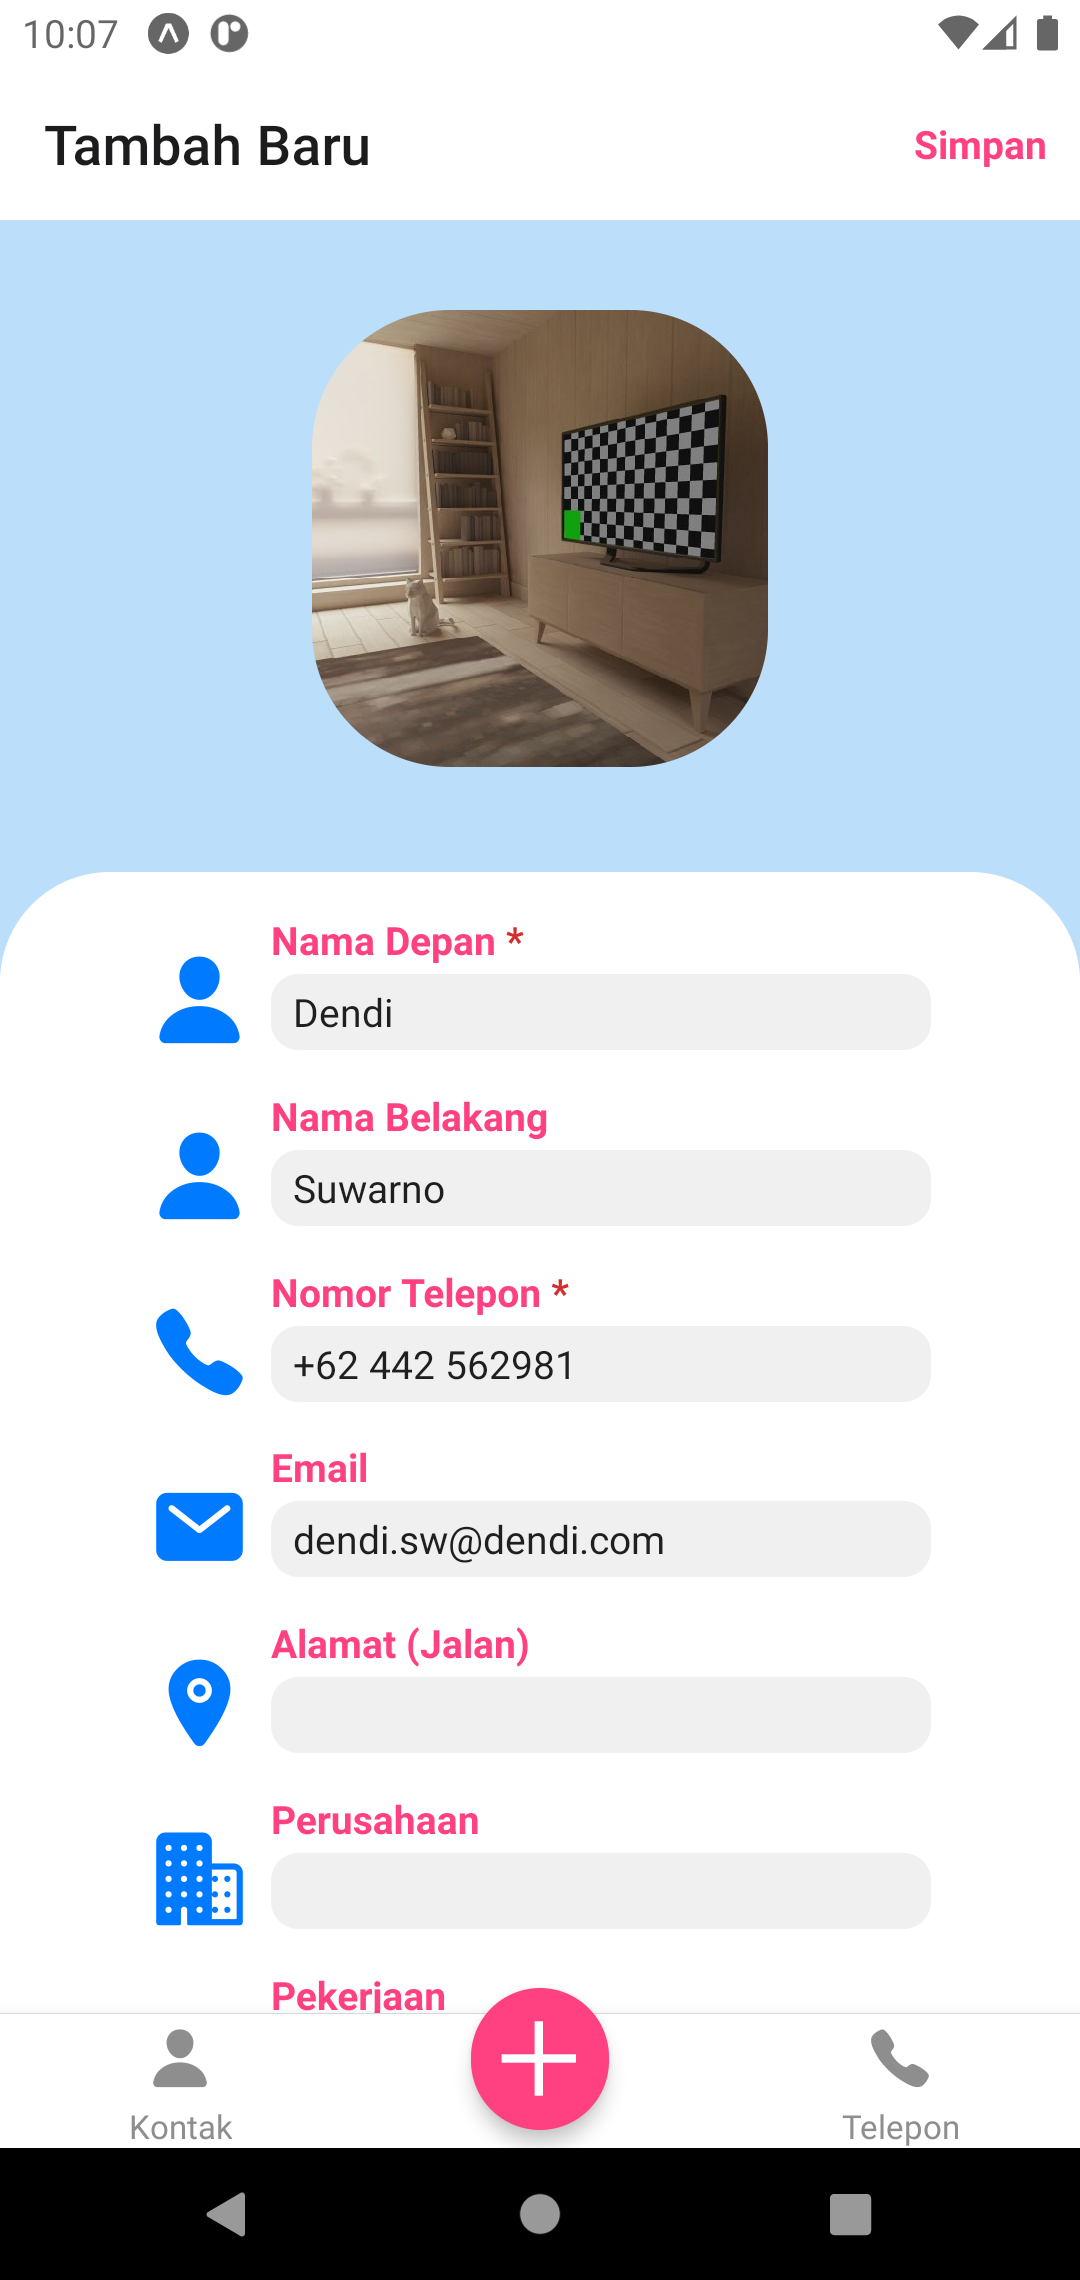 10:07
Tambah Baru
Simpan
Nama Depan *
Dendi
Nama Belakang
Suwarno
Nomor Telepon *
+62 442 562981
Email
dendi.sw@dendi.com
Alamat (Jalan)
Perusahaan
Pekerjaan
Kontak
Telepon